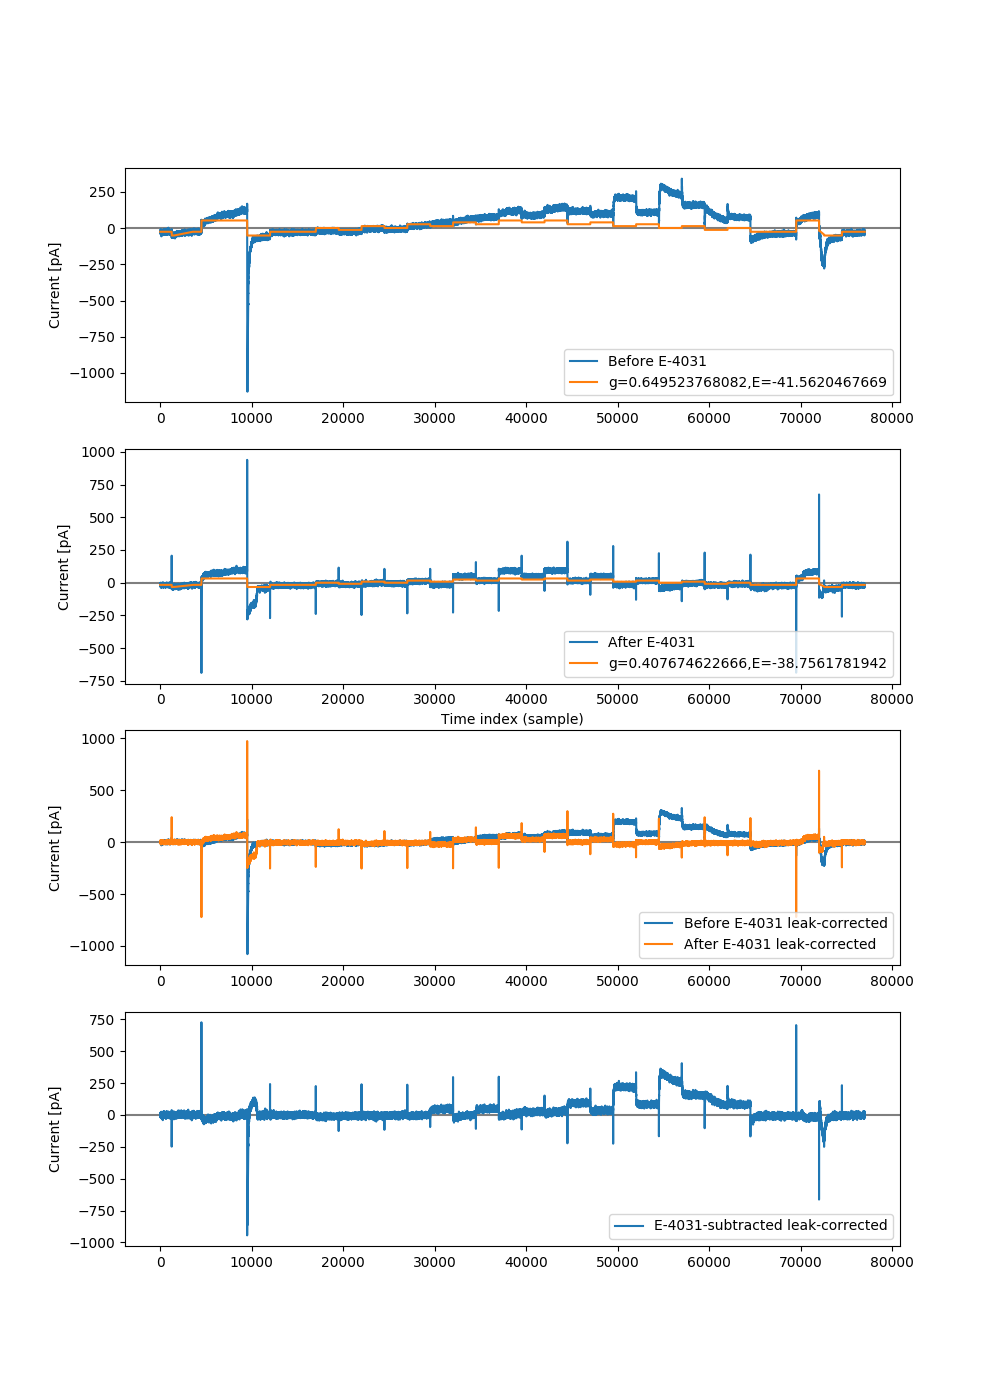 250
0
−250
−500
−750
−1000
Current [pA]
Before E-4031
g=0.649523768082,E=-41.5620467669
0 10000 20000 30000 40000 50000 60000 70000 80000
1000
750
500
250
0
−250
−500
−750
Current [pA]
After E-4031
g=0.407674622666,E=-38.7561781942
0 10000 20000 30000 40000 50000 60000 70000 80000
Time index (sample)
1000
500
0
−500
−1000
Current [pA]
Before E-4031 leak-corrected
After E-4031 leak-corrected
0 10000 20000 30000 40000 50000 60000 70000 80000
750
500
250
0
−250
−500
−750
−1000
Current [pA]
E-4031-subtracted leak-corrected
0 10000 20000 30000 40000 50000 60000 70000 80000